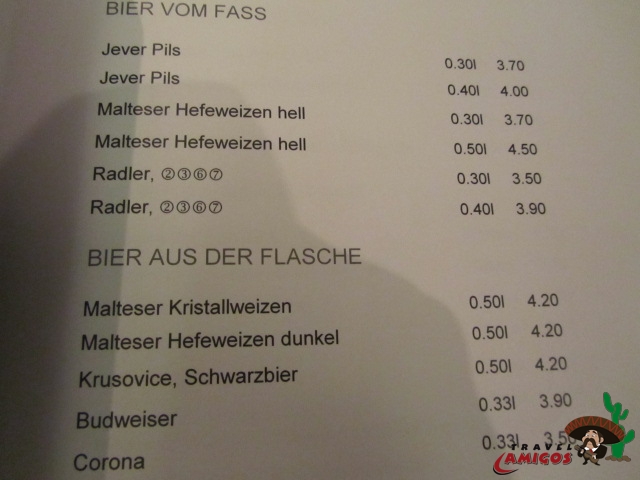 BIER VOM FASS
Jever Pils 0.30l 3.70
Jever Pils 0.40l 4.00
Malteser Hefeweizen hell 0.30l 3.70
Malteser Hefeweizen hell 0.50l 4.50
Radler, ②③⑥⑦ 0.30l 3.50
Radler, ②③⑥⑦ 0.40l 3.90
BIER AUS DER FLASCHE
Malteser Kristallweizen 0.50l 4.20
Malteser Hefeweizen dunkel 0.50l 4.20
Krusovice, Schwarzbier 0.50l 4.20
Budweiser 0.33l 3.90
Corona 0.33l 3.50
TRAVEL
AMIGOS